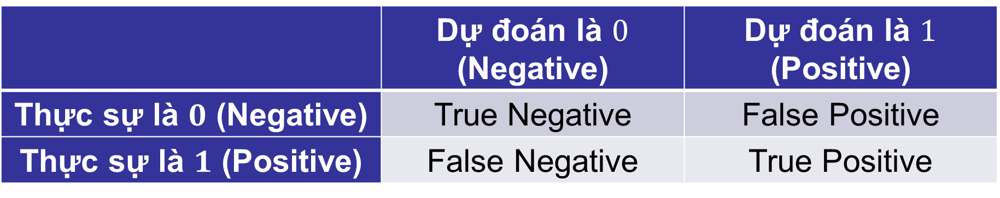 Dự đoán là 0
(Negative)
Dự đoán là 1
(Positive)
Thực sự là 0 (Negative)
True Negative
False Positive
Thực sự là 1 (Positive)
False Negative
True Positive